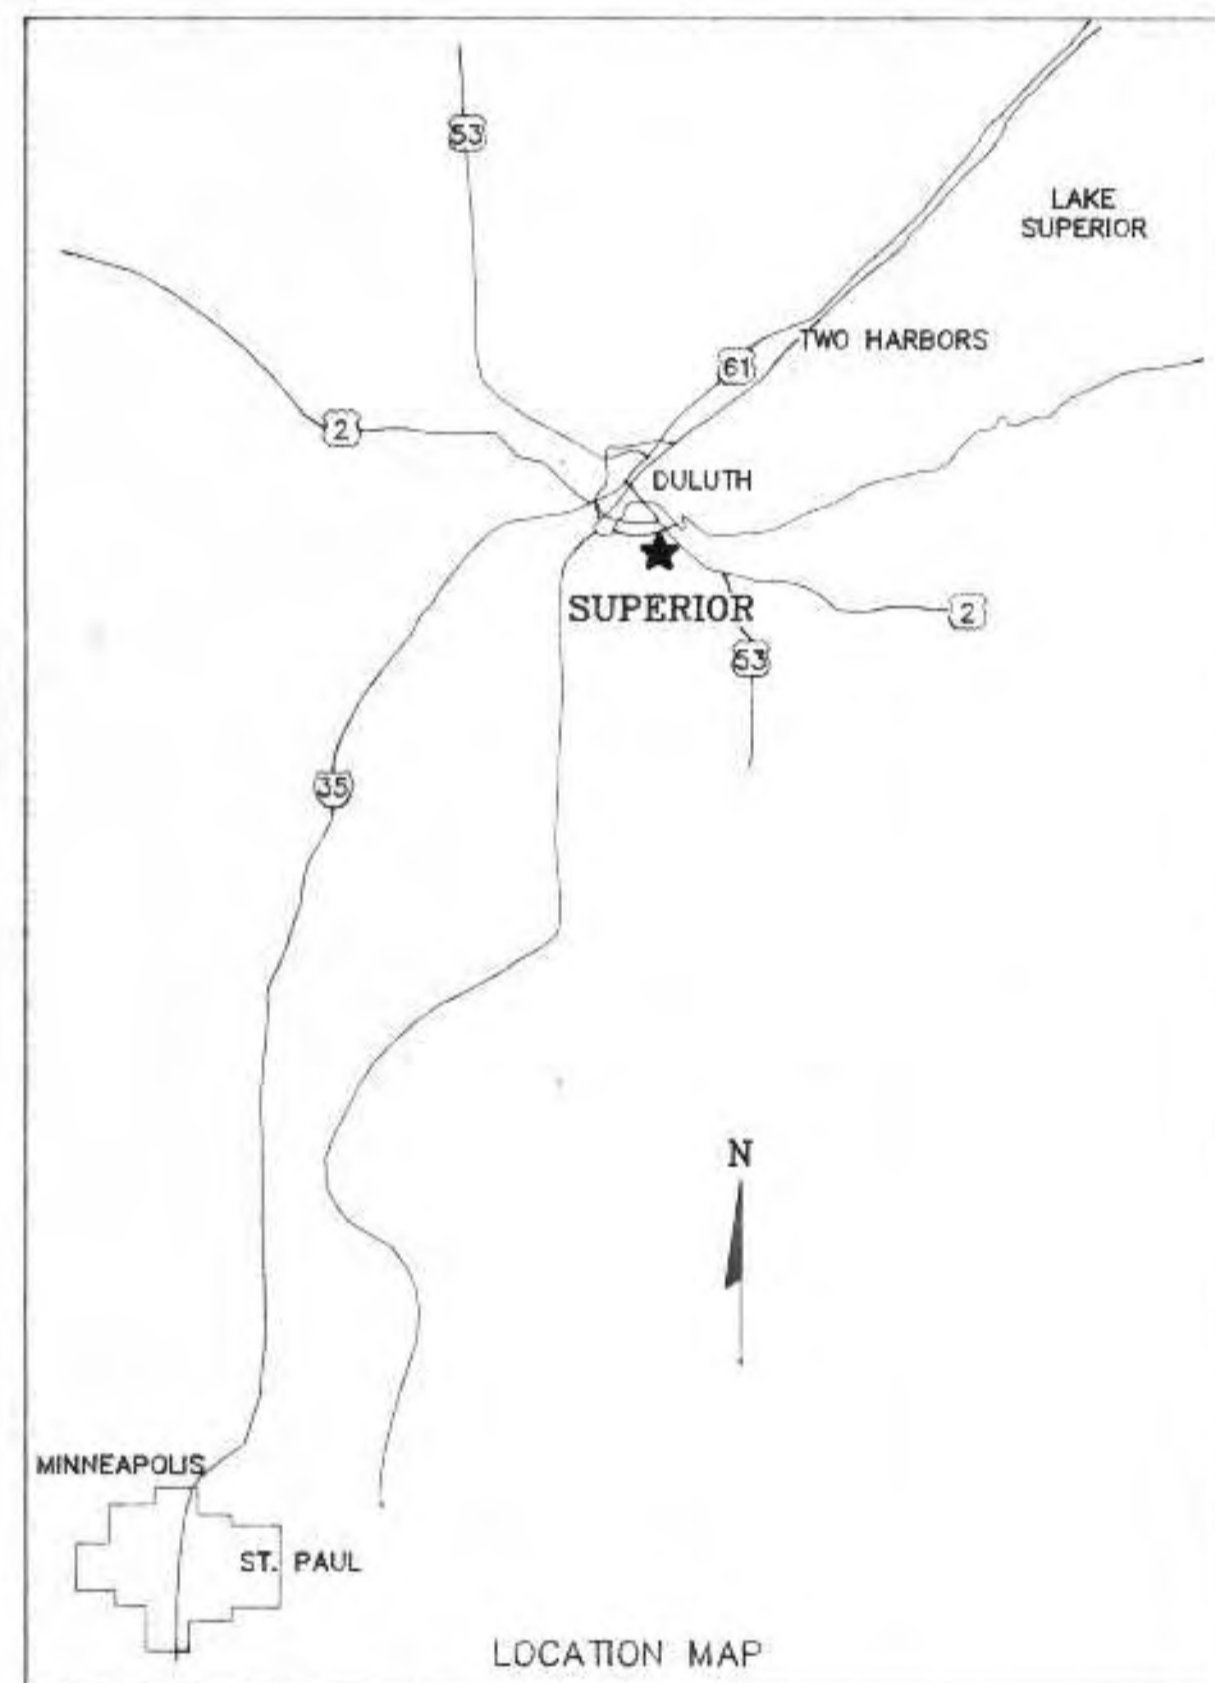 53
LAKE
SUPERIOR
TWO HARBORS
61
2
DULUTH
SUPERIOR
2
53
35
N
MINNEAPOLIS
ST. PAUL
LOCATION MAP